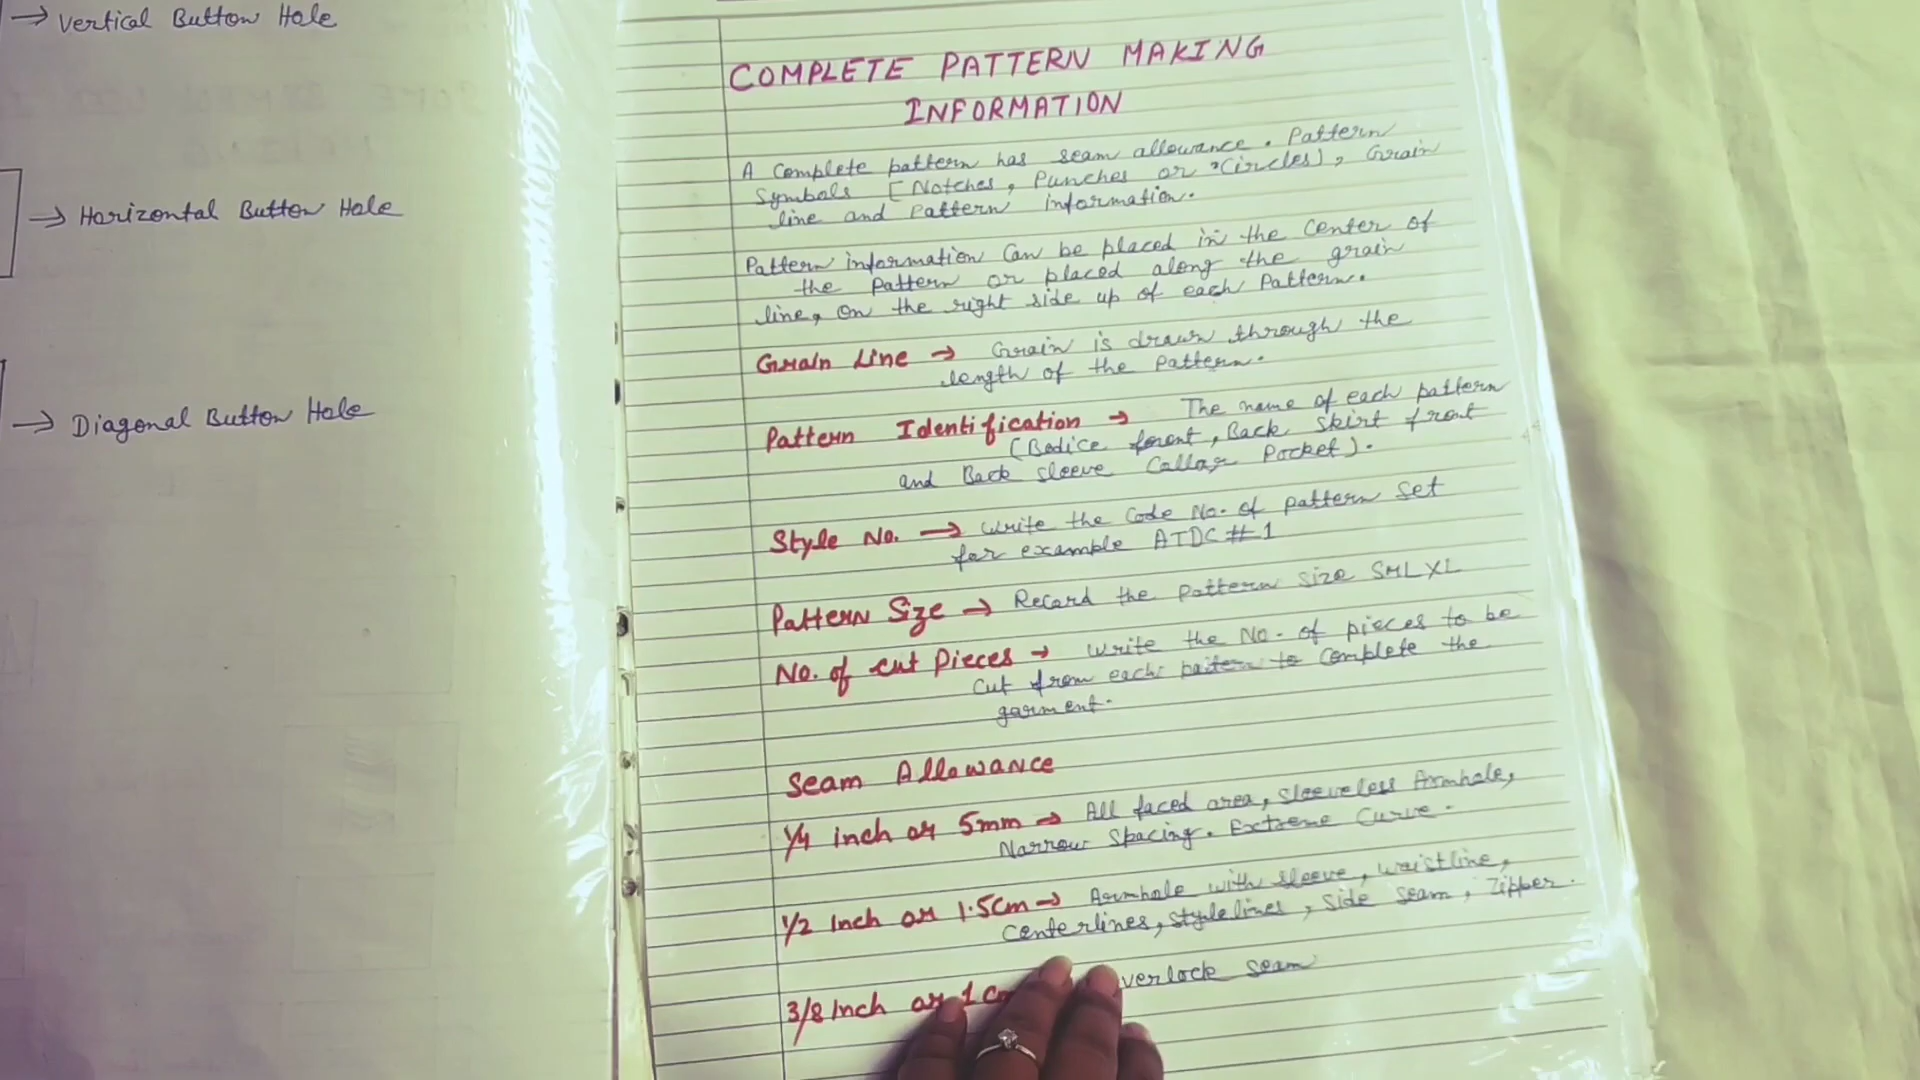 → Vertical Button Hole
→ Horizontal Button Hole
→ Diagonal Button Hole
COMPLETE PATTERN MAKING
INFORMATION
A Complete pattern has seam allowance. Pattern
Symbols [Notches, Punches or "Circles), Grain
line and Pattern information.
Pattern information Can be placed in the Center of
the pattern or placed along the grain
line, on the right side up of each Pattern.
Grain Line → Grain is drawn through the
length of the pattern.
Pattern Identification → The name of each pattern
(Bodice front, Back Skirt front
and Back sleeve Collar Pocket).
Style No. → Write the Code No. of pattern set
for example ATDC #1
Pattern Size → Record the pattern size SMLXL
No. of cut Pieces → Write the No. of pieces to be
Cut from each pattern to Complete the
garment.
Seam Allowance
1/4 inch or 5mm → All faced area, sleeveless Armhole,
Narrow Spacing. Extreme Curve.
1/2 Inch or 1.5cm → Armhole with sleeve, waistline,
Centerlines, style lines, side seam, Zipper.
3/8 Inch or 1 c verlock seam